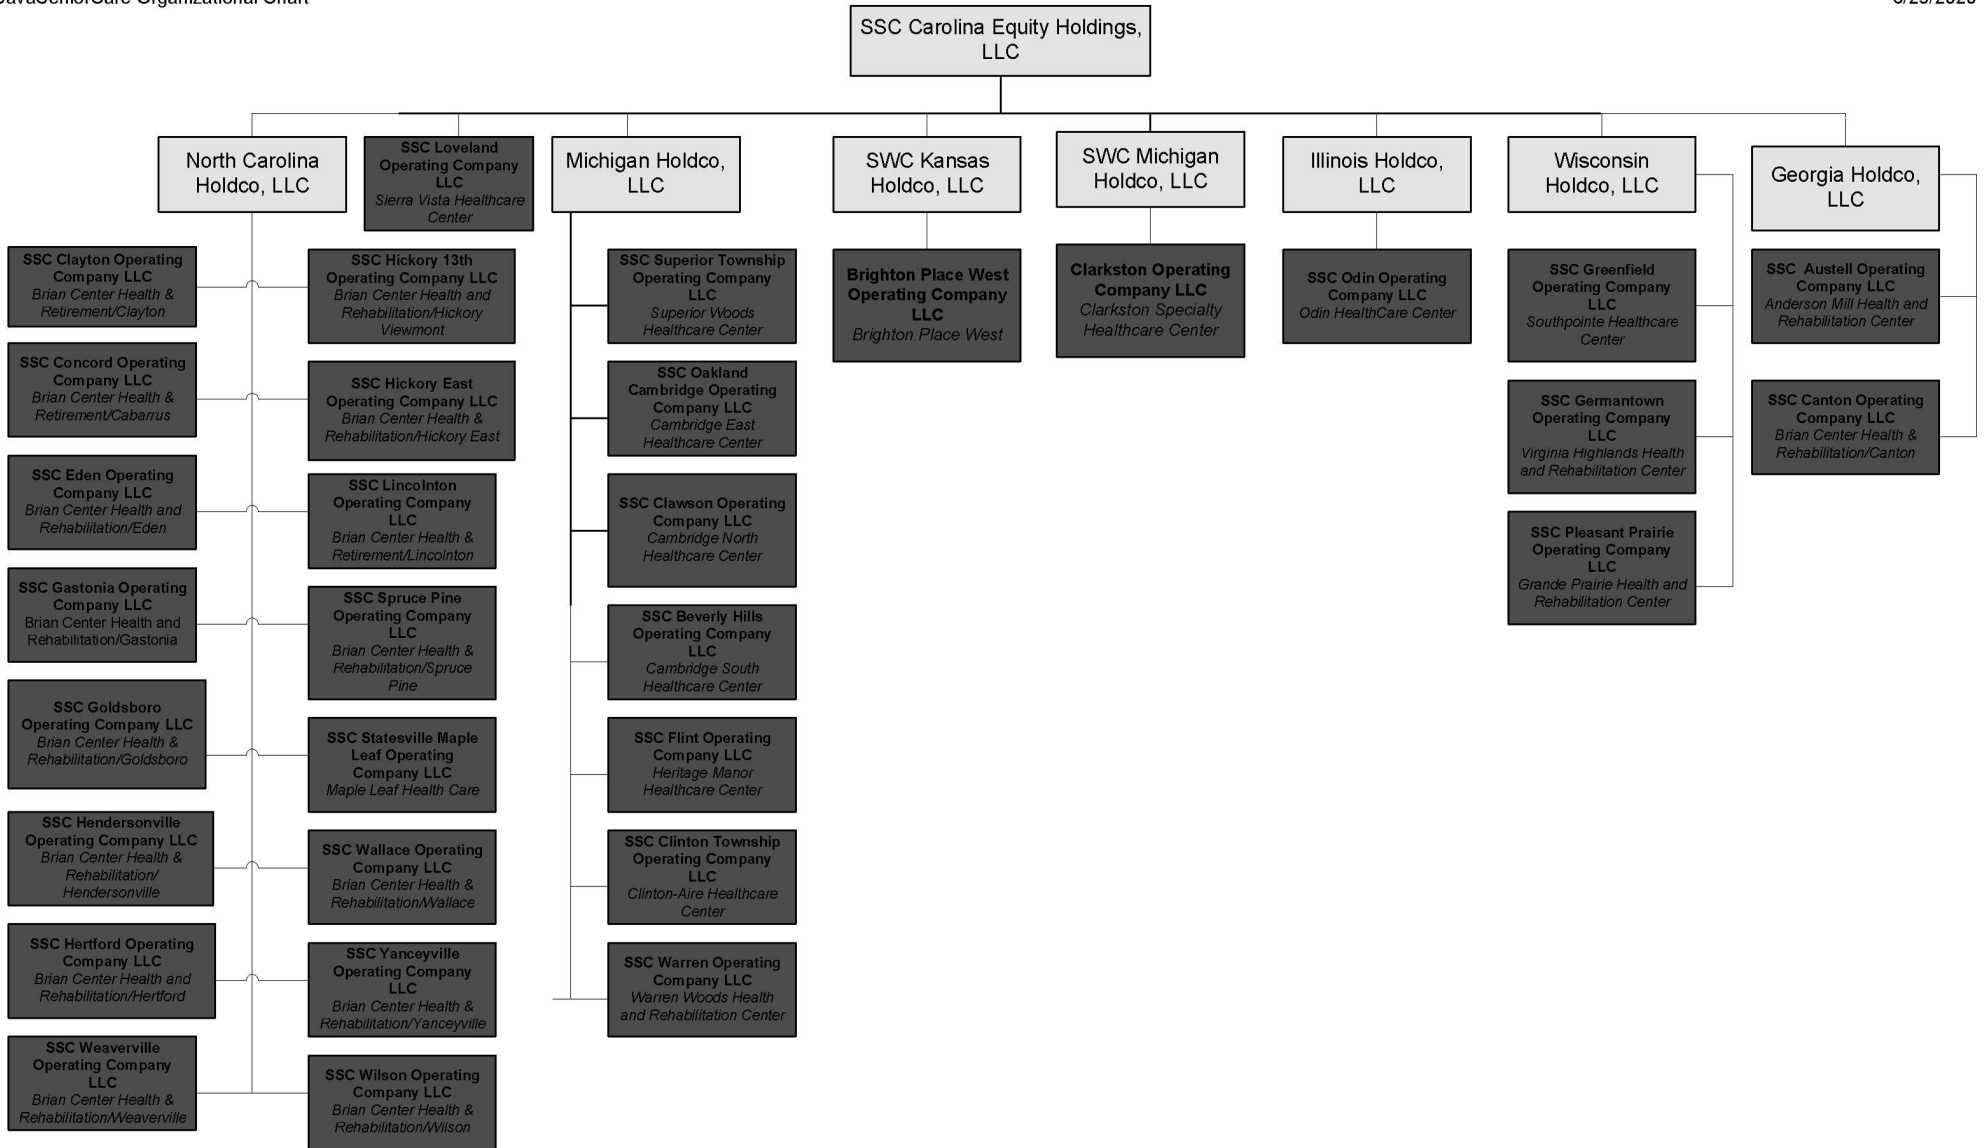 SSC Carolina Equity Holdings,
LLC
North Carolina
Holdco, LLC
SSC Loveland
Operating Company
LLC
Sierra Vista Healthcare
Center
Michigan Holdco,
LLC
SWC Kansas
Holdco, LLC
SWC Michigan
Holdco, LLC
Illinois Holdco,
LLC
Wisconsin
Holdco, LLC
Georgia Holdco,
LLC
SSC Clayton Operating
Company LLC
Brian Center Health &
Retirement/Clayton
SSC Concord Operating
Company LLC
Brian Center Health &
Retirement/Cabarrus
SSC Eden Operating
Company LLC
Brian Center Health and
Rehabilitation/Eden
SSC Gastonia Operating
Company LLC
Brian Center Health and
Rehabilitation/Gastonia
SSC Goldsboro
Operating Company LLC
Brian Center Health &
Rehabilitation/Goldsboro
SSC Hendersonville
Operating Company LLC
Brian Center Health &
Rehabilitation/
Hendersonville
SSC Hertford Operating
Company LLC
Brian Center Health and
Rehabilitation/Hertford
SSC Weaverville
Operating Company
LLC
Brian Center Health &
Rehabilitation/Weaverville
SSC Hickory 13th
Operating Company LLC
Brian Center Health and
Rehabilitation/Hickory
Viewmont
SSC Hickory East
Operating Company LLC
Brian Center Health &
Rehabilitation/Hickory East
SSC Lincolnton
Operating Company
LLC
Brian Center Health &
Retirement/Lincolnton
SSC Spruce Pine
Operating Company
LLC
Brian Center Health &
Rehabilitation/Spruce
Pine
SSC Statesville Maple
Leaf Operating
Company LLC
Maple Leaf Health Care
SSC Wallace Operating
Company LLC
Brian Center Health &
Rehabilitation/Wallace
SSC Yanceyville
Operating Company
LLC
Brian Center Health &
Rehabilitation/Yanceyville
SSC Wilson Operating
Company LLC
Brian Center Health &
Rehabilitation/Wilson
SSC Superior Township
Operating Company
LLC
Superior Woods
Healthcare Center
SSC Oakland
Cambridge Operating
Company LLC
Cambridge East
Healthcare Center
SSC Clawson Operating
Company LLC
Cambridge North
Healthcare Center
SSC Beverly Hills
Operating Company
LLC
Cambridge South
Healthcare Center
SSC Flint Operating
Company LLC
Heritage Manor
Healthcare Center
SSC Clinton Township
Operating Company
LLC
Clinton-Aire Healthcare
Center
SSC Warren Operating
Company LLC
Warren Woods Health
and Rehabilitation Center
Brighton Place West
Operating Company
LLC
Brighton Place West
Clarkston Operating
Company LLC
Clarkston Specialty
Healthcare Center
SSC Odin Operating
Company LLC
Odin HealthCare Center
SSC Greenfield
Operating Company
LLC
Southpointe Healthcare
Center
SSC Germantown
Operating Company
LLC
Virginia Highlands Health
and Rehabilitation Center
SSC Pleasant Prairie
Operating Company
LLC
Grande Prairie Health and
Rehabilitation Center
SSC Austell Operating
Company LLC
Anderson Mill Health and
Rehabilitation Center
SSC Canton Operating
Company LLC
Brian Center Health &
Rehabilitation/Canton